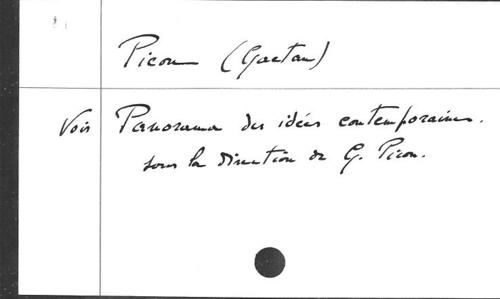 Picon (Gaetan)
Voir Panorama des idées contemporaines.
sous la direction de G. Picon.